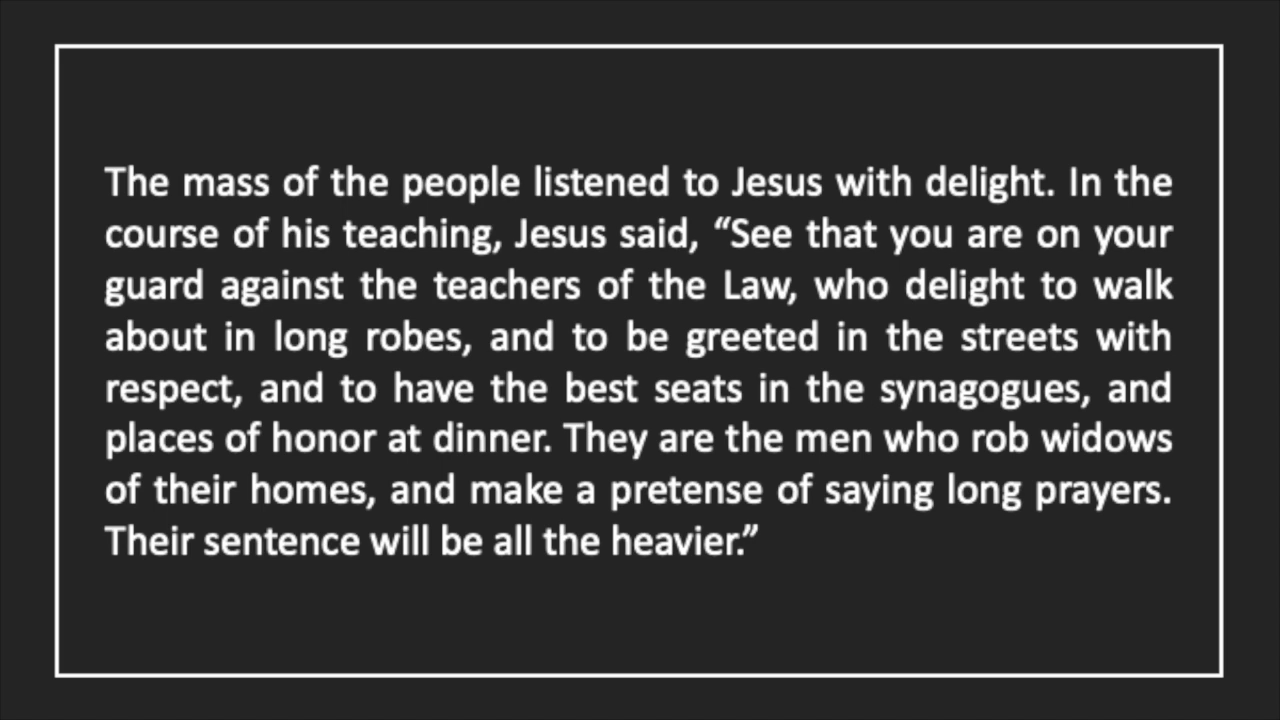 The mass of the people listened to Jesus with delight. In the
course of his teaching, Jesus said, “See that you are on your
guard against the teachers of the Law, who delight to walk
about in long robes, and to be greeted in the streets with
respect, and to have the best seats in the synagogues, and
places of honor at dinner. They are the men who rob widows
of their homes, and make a pretense of saying long prayers.
Their sentence will be all the heavier.”